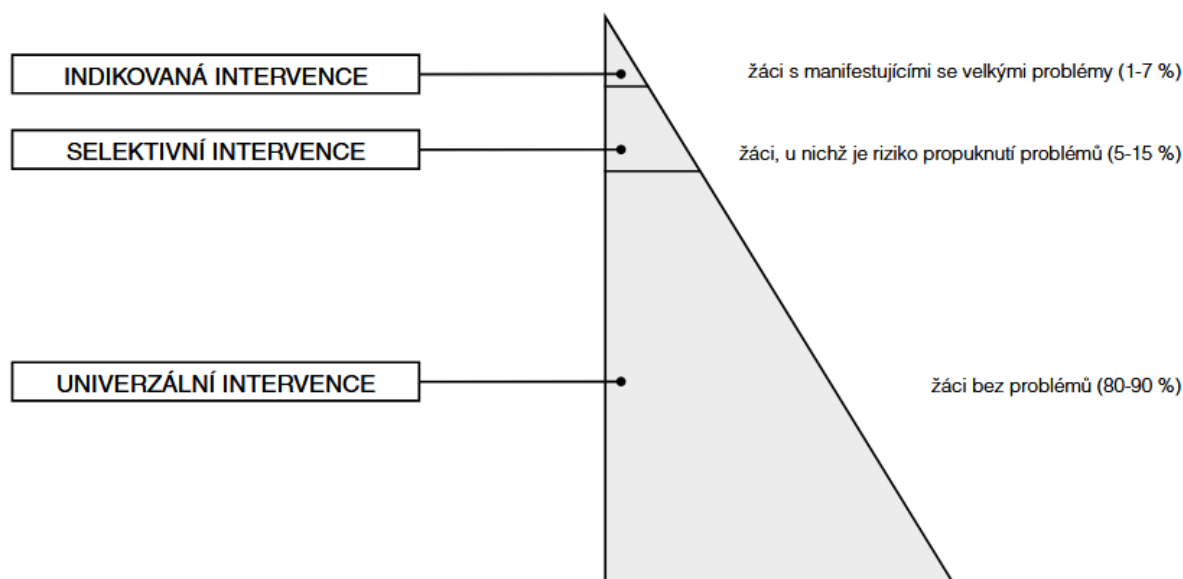 INDIKOVANÁ INTERVENCE
žáci s manifestujícími se velkými problémy (1-7 %)
SELEKTIVNÍ INTERVENCE
žáci, u nichž je riziko propuknutí problémů (5-15 %)
UNIVERZÁLNÍ INTERVENCE
žáci bez problémů (80-90 %)